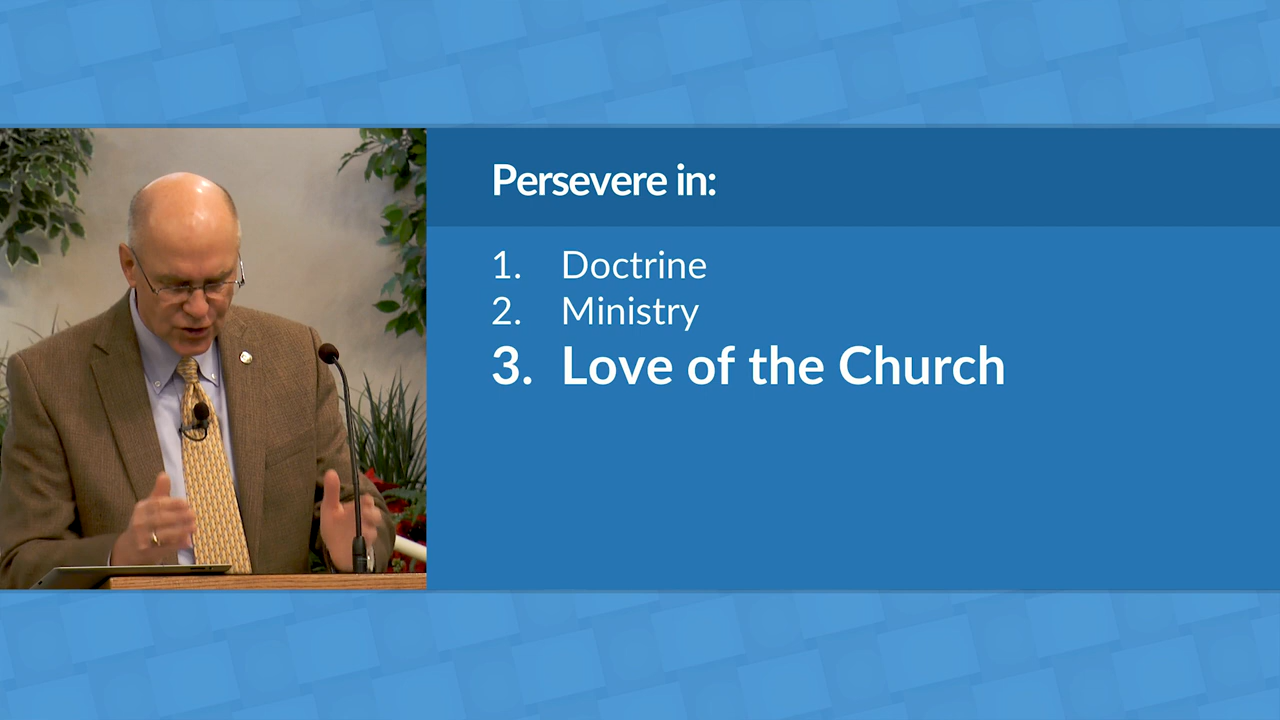 Persevere in:
1. Doctrine
2. Ministry
3. Love of the Church